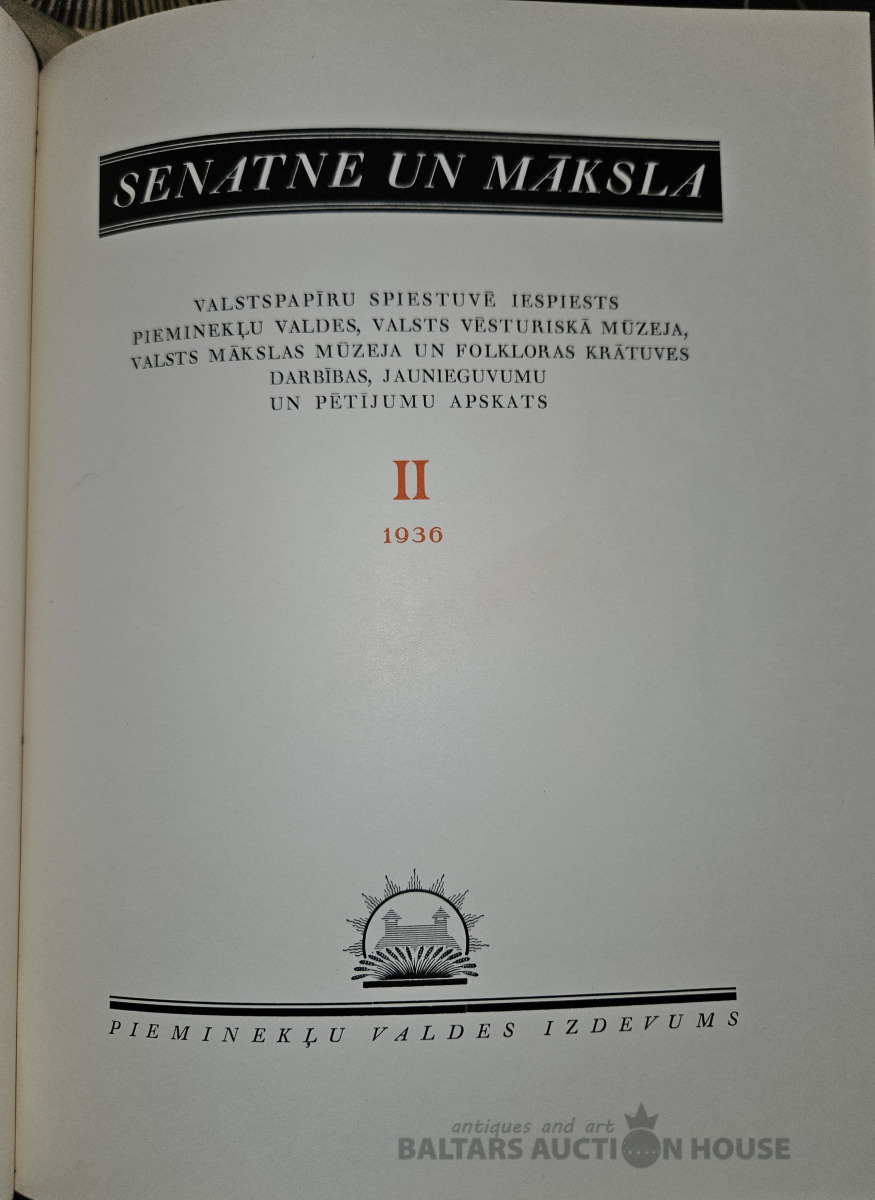 SENATNE UN MĀKSLA
VALSTSPAPĪRU SPIESTUVĒ IESPIESTS
PIEMINEKĻU VALDES, VALSTS VĒSTURISKĀ MŪZEJA,
VALSTS MĀKSLAS MŪZEJA UN FOLKLORAS KRĀTUVES
DARBĪBAS, JAUNIEGUVUMU
UN PĒTĪJUMU APSKATS
II
1936
PIEMINEKĻU VALDES IZDEVUMS
antiques and art
BALTARS AUCTION HOUSE